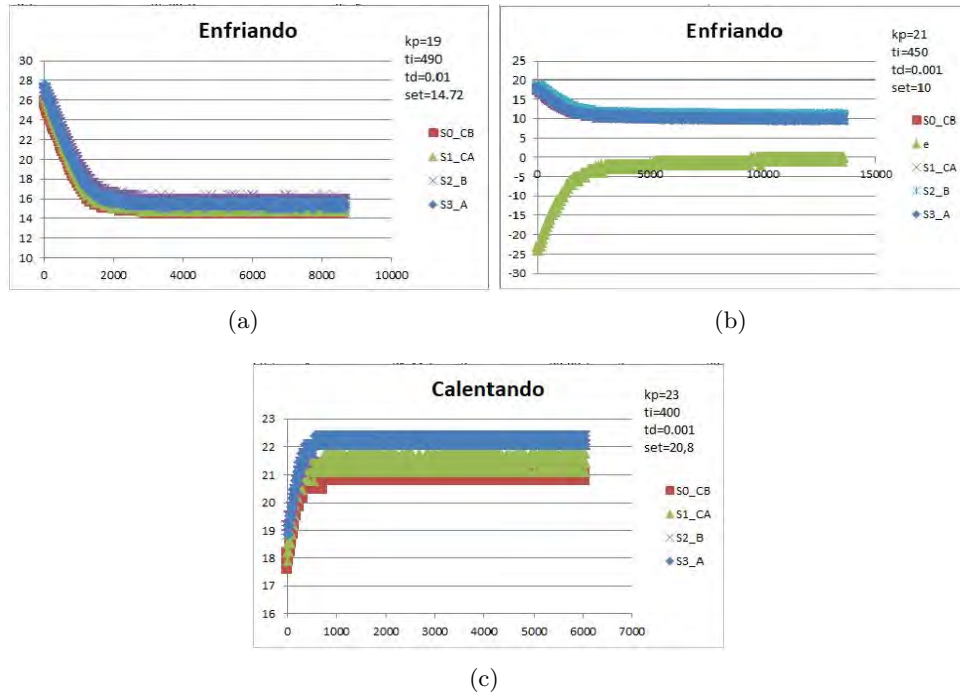 Enfriando
kp=19
ti=490
td=0.01
set=14.72
30
28
26
24
22
20
18
16
14
12
10
0 2000 4000 6000 8000 10000
S0_CB
S1_CA
S2_B
S3_A
(a)
Enfriando
kp=21
ti=450
td=0.001
set=10
25
20
15
10
5
0
-5
-10
-15
-20
-25
-30
0 5000 10000 15000
S0_CB
e
S1_CA
S2_B
S3_A
(b)
Calentando
kp=23
ti=400
td=0.001
set=20,8
23
22
21
20
19
18
17
16
0 1000 2000 3000 4000 5000 6000 7000
S0_CB
S1_CA
S2_B
S3_A
(c)